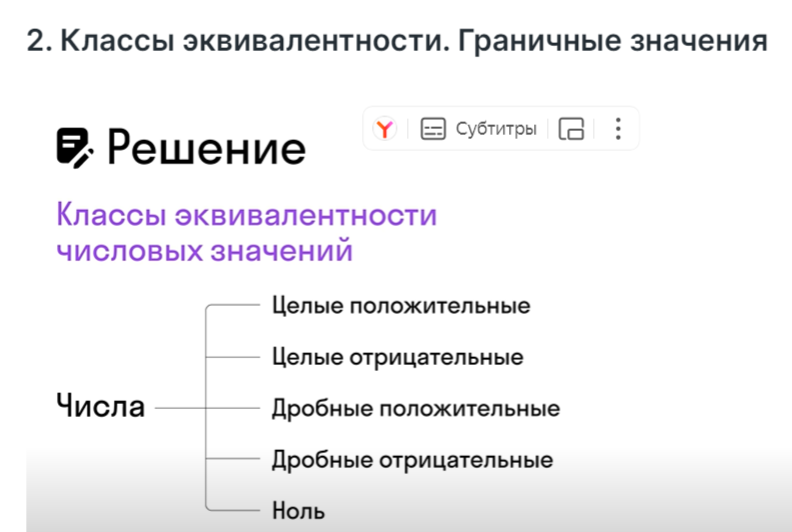 2. Классы эквивалентности. Граничные значения
Субтитры
Решение
Классы эквивалентности
числовых значений
Целые положительные
Целые отрицательные
Числа
Дробные положительные
Дробные отрицательные
Ноль